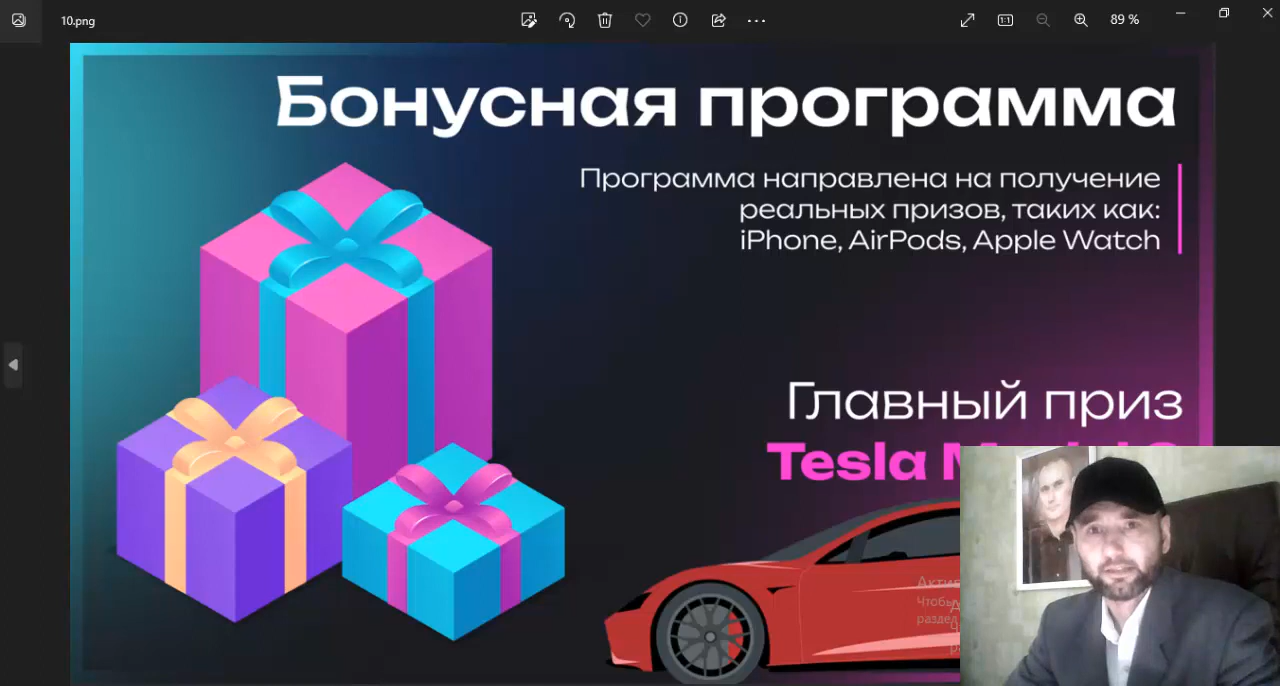 10.png
89 %
Бонусная программа
Программа направлена на получение
реальных призов, таких как:
iPhone, AirPods, Apple Watch
Главный приз
Tesla